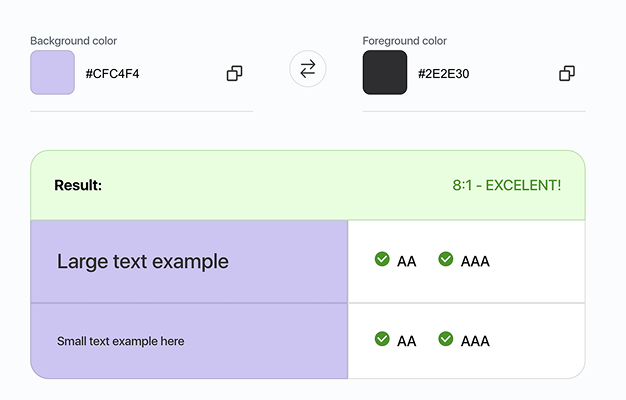 Background color
#CFC4F4
Foreground color
#2E2E30
Result:
8:1 - EXCELENT!
Large text example
AA
AAA
Small text example here
AA
AAA